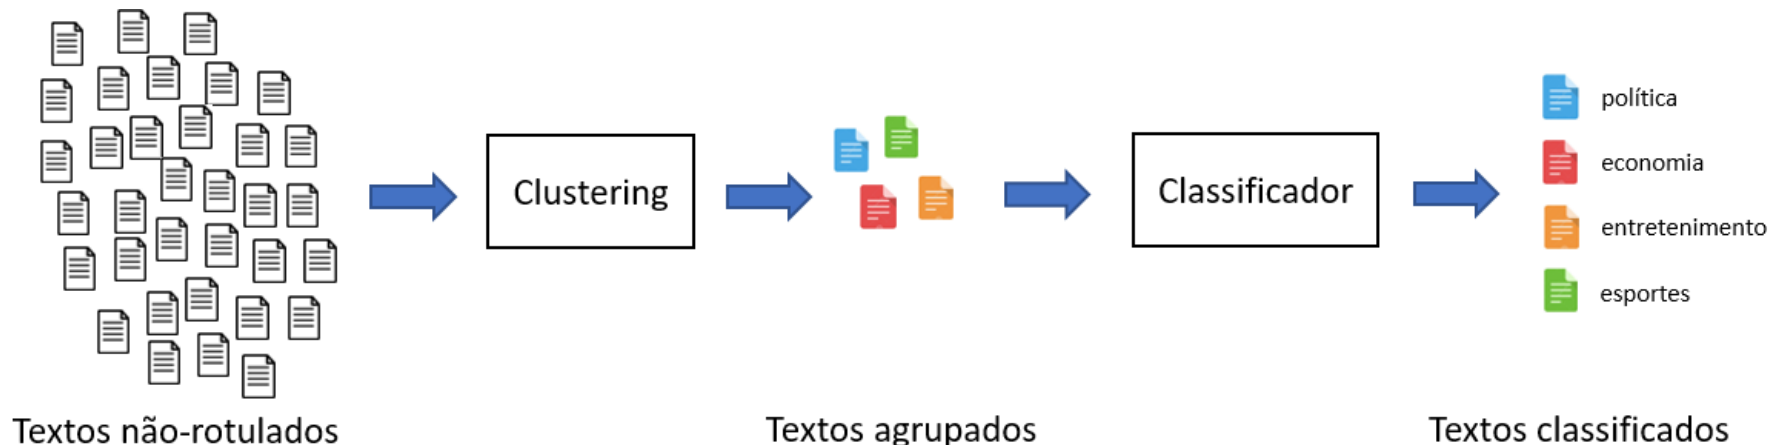 Clustering
Classificador
política
economia
entretenimento
esportes
Textos não-rotulados
Textos agrupados
Textos classificados